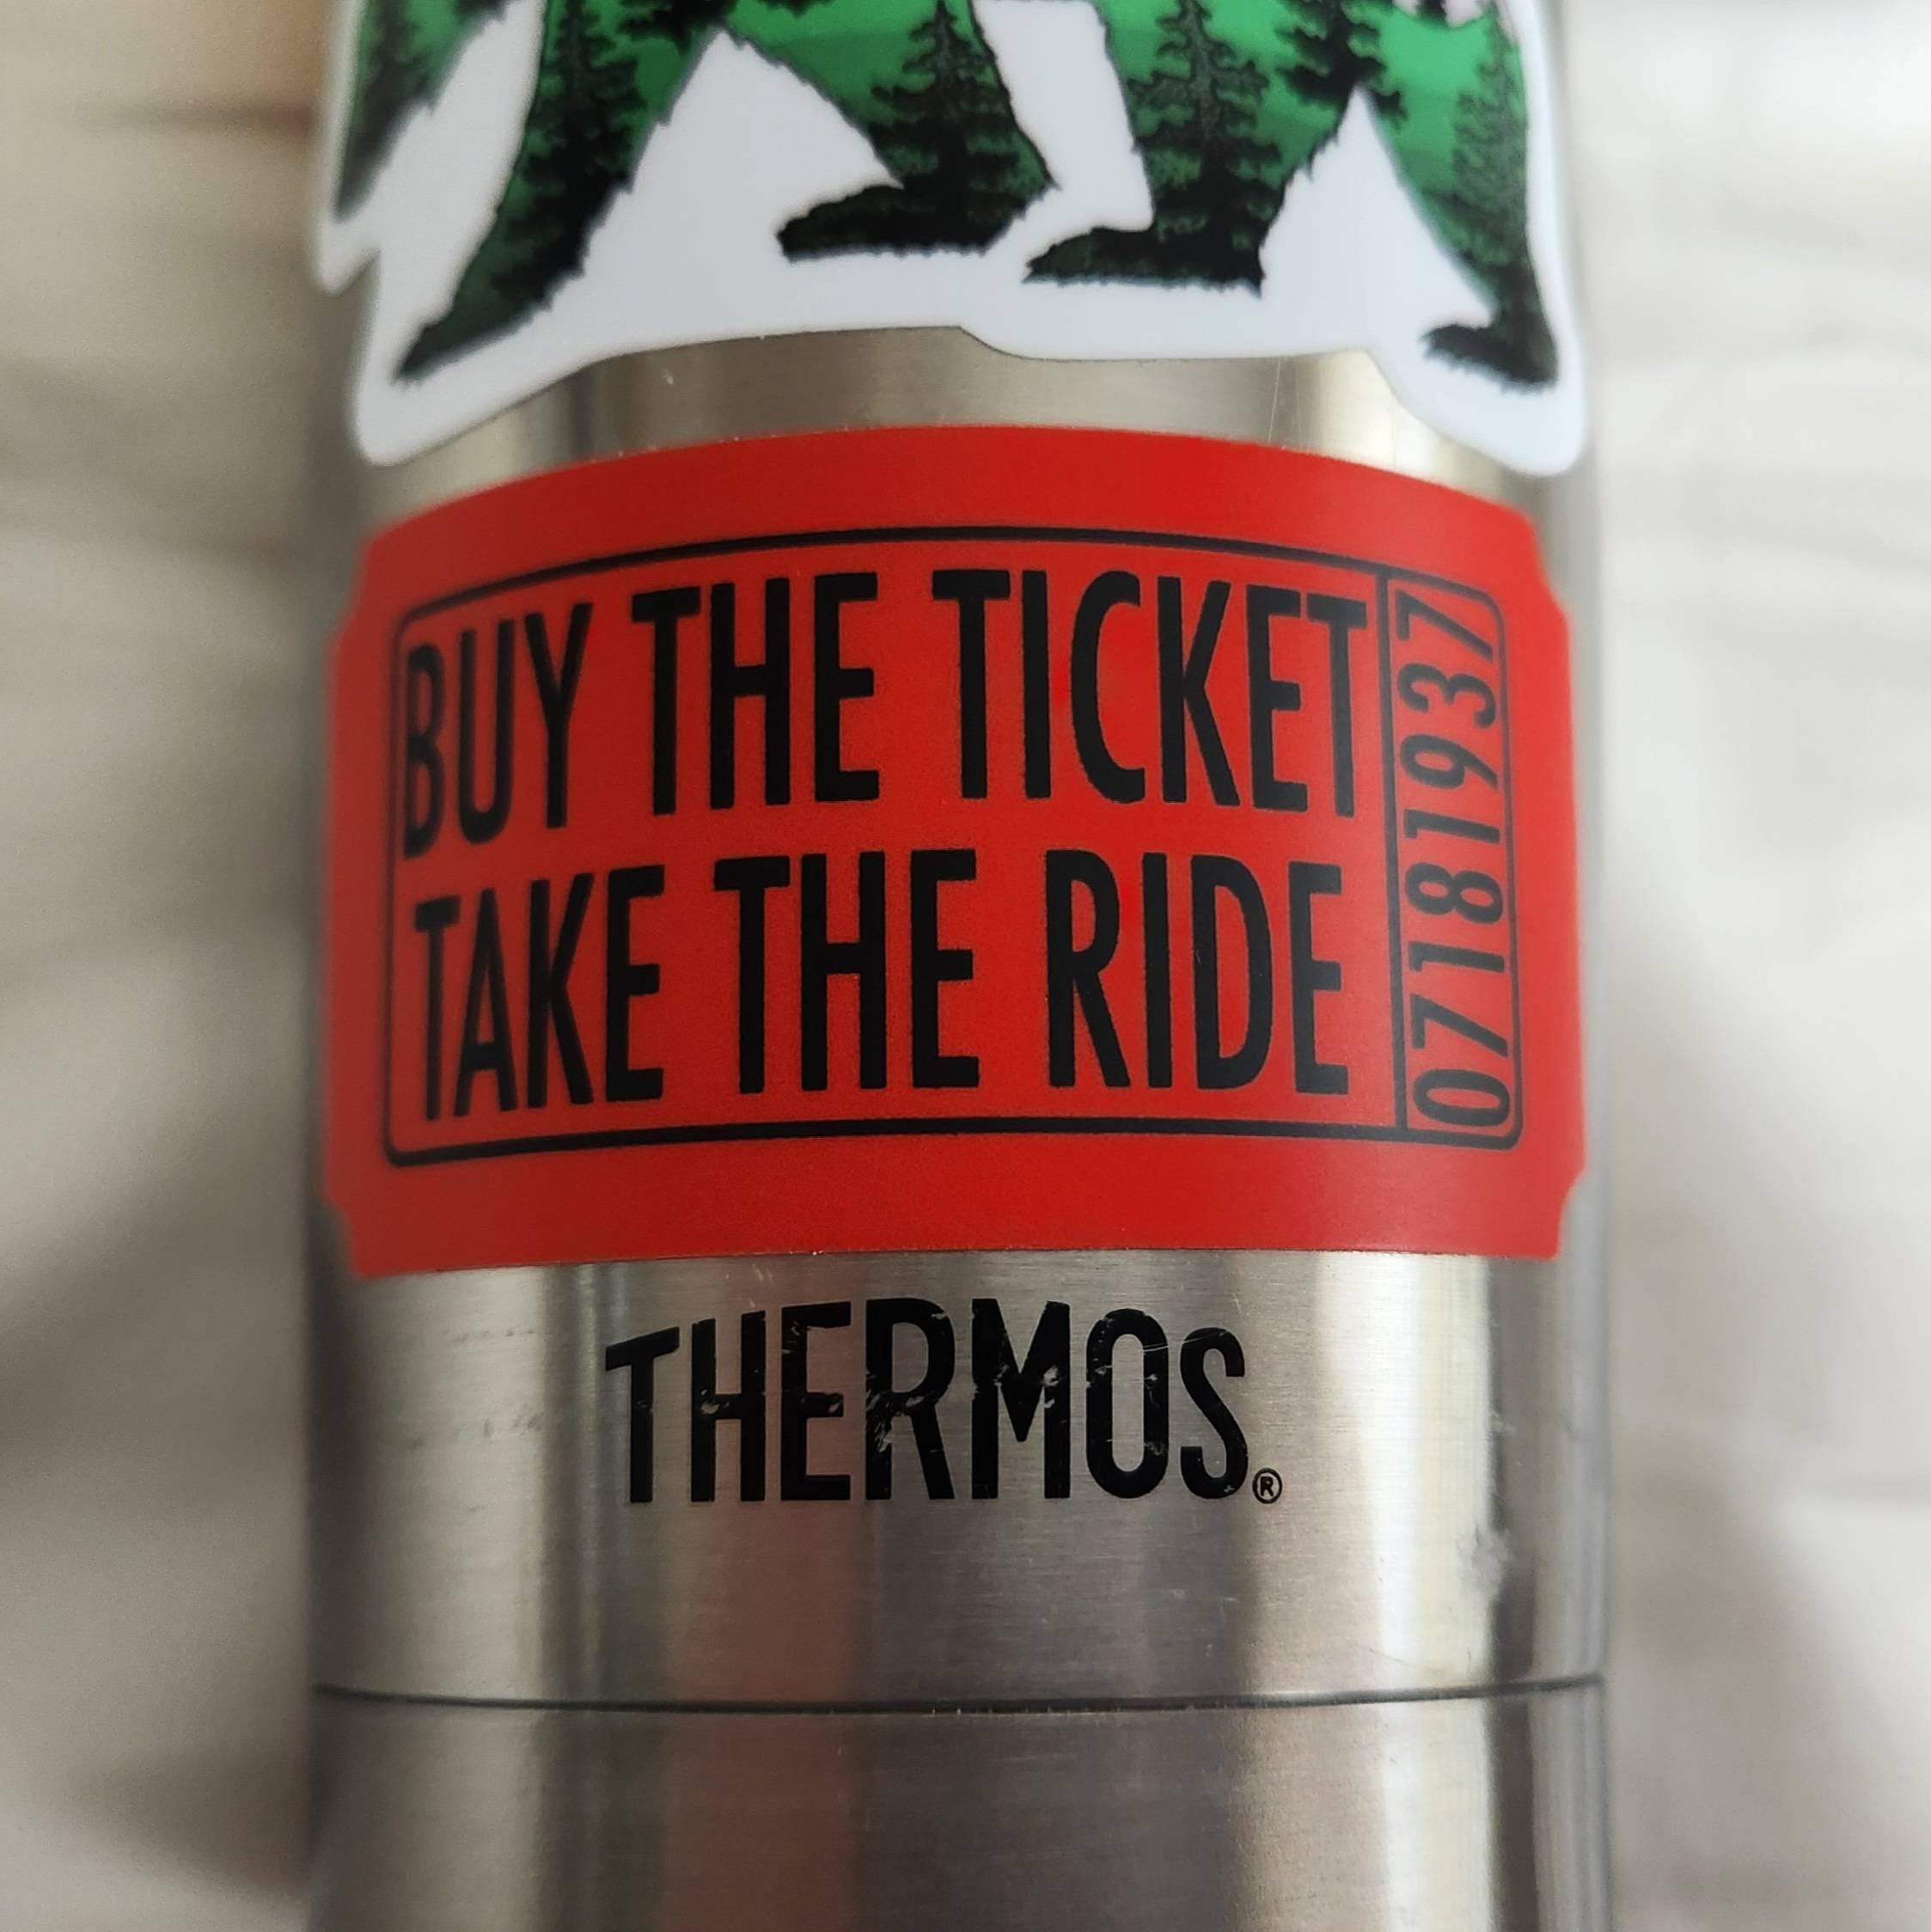 BUY THE TICKET
TAKE THE RIDE
07181937
THERMOS®